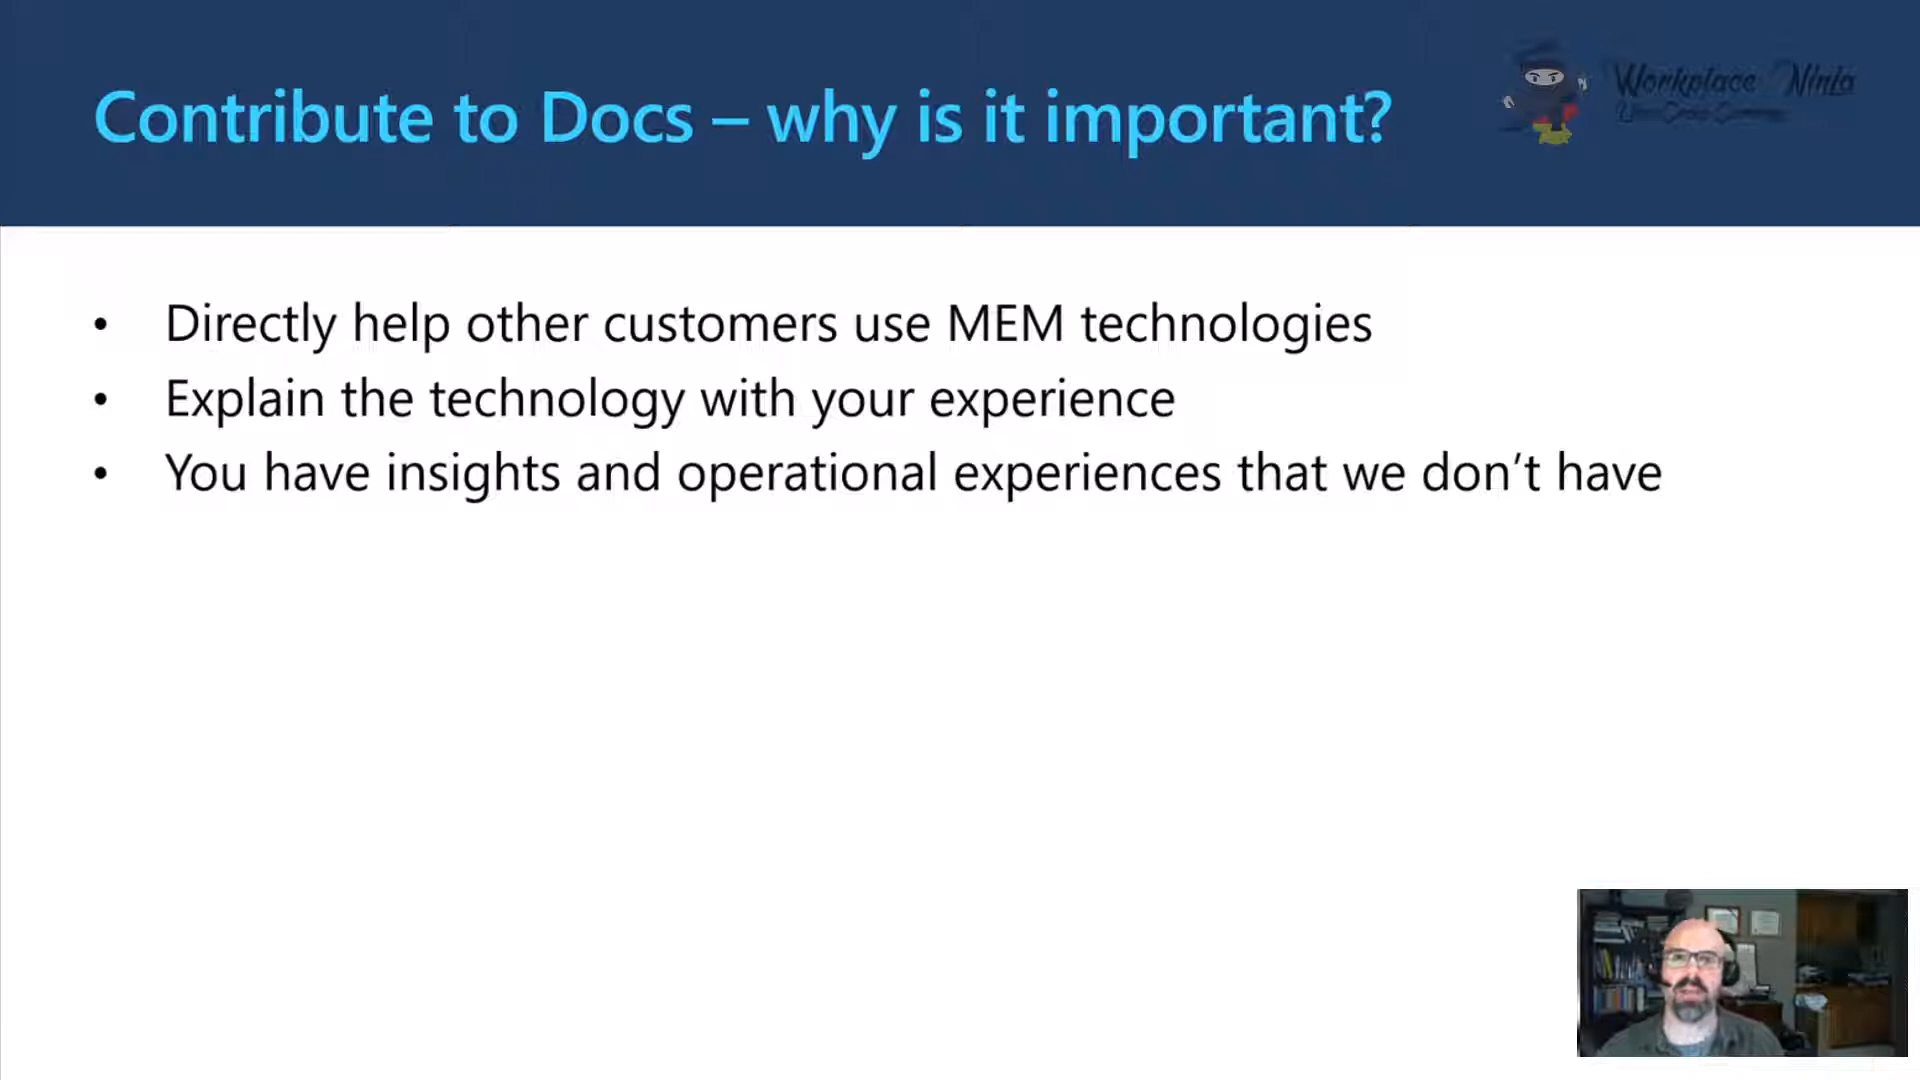 Contribute to Docs – why is it important?
Workplace Ninja
• Directly help other customers use MEM technologies
• Explain the technology with your experience
• You have insights and operational experiences that we don’t have